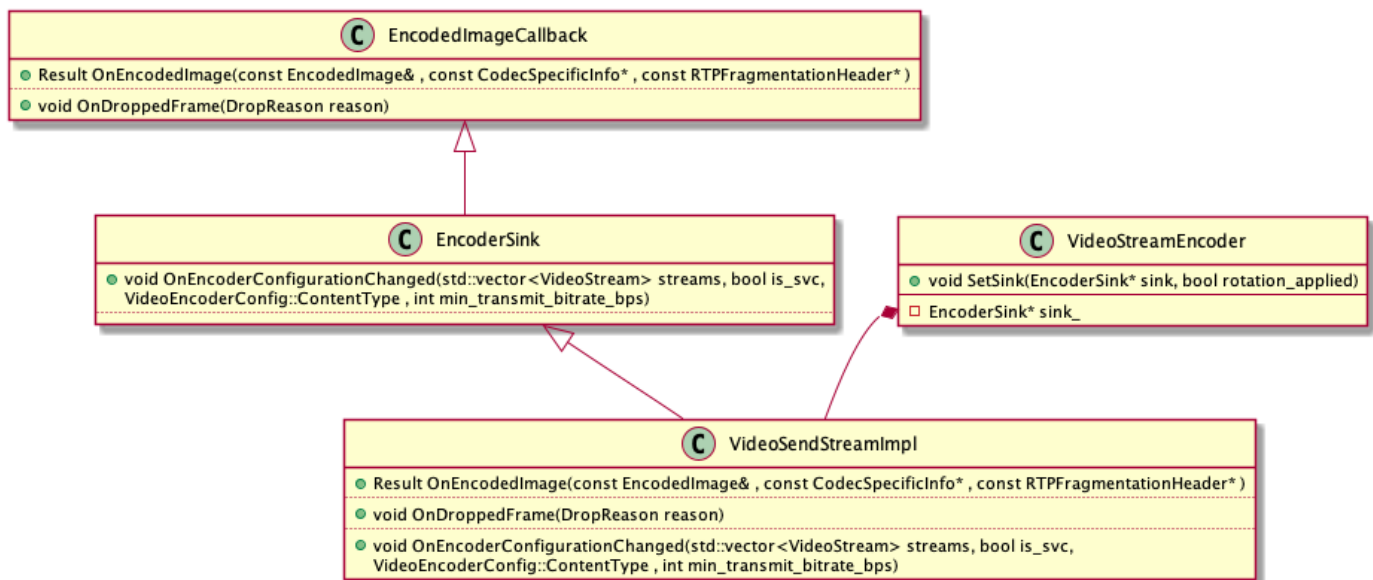 C EncodedImageCallback
Result OnEncodedImage(const EncodedImage& , const CodecSpecificInfo* , const RTPFragmentationHeader* )
void OnDroppedFrame(DropReason reason)
C EncoderSink
void OnEncoderConfigurationChanged(std::vector<VideoStream> streams, bool is_svc,
VideoEncoderConfig::ContentType , int min_transmit_bitrate_bps)
C VideoStreamEncoder
void SetSink(EncoderSink* sink, bool rotation_applied)
EncoderSink* sink_
C VideoSendStreamImpl
Result OnEncodedImage(const EncodedImage& , const CodecSpecificInfo* , const RTPFragmentationHeader* )
void OnDroppedFrame(DropReason reason)
void OnEncoderConfigurationChanged(std::vector<VideoStream> streams, bool is_svc,
VideoEncoderConfig::ContentType , int min_transmit_bitrate_bps)